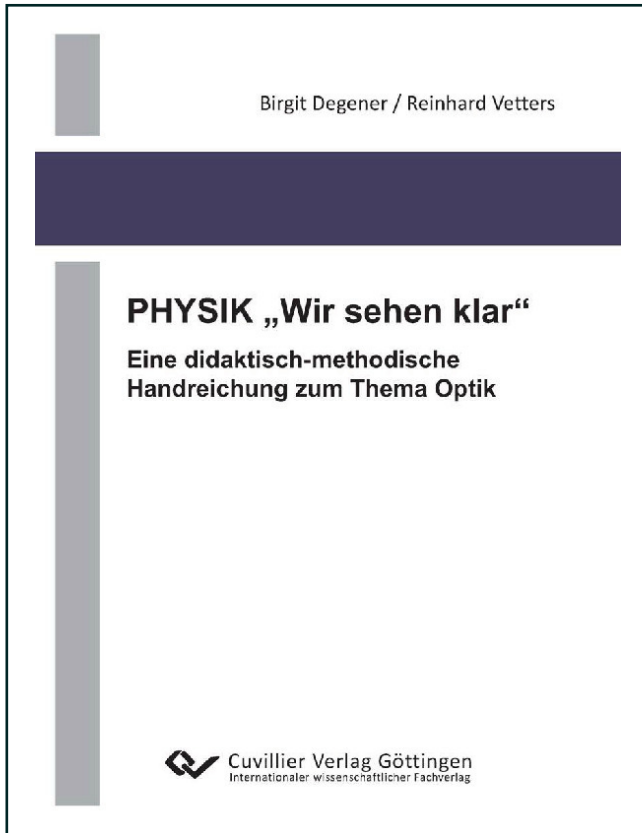 Birgit Degener / Reinhard Vetters
PHYSIK „Wir sehen klar“
Eine didaktisch-methodische
Handreichung zum Thema Optik
Cuvillier Verlag Göttingen
Internationaler wissenschaftlicher Fachverlag